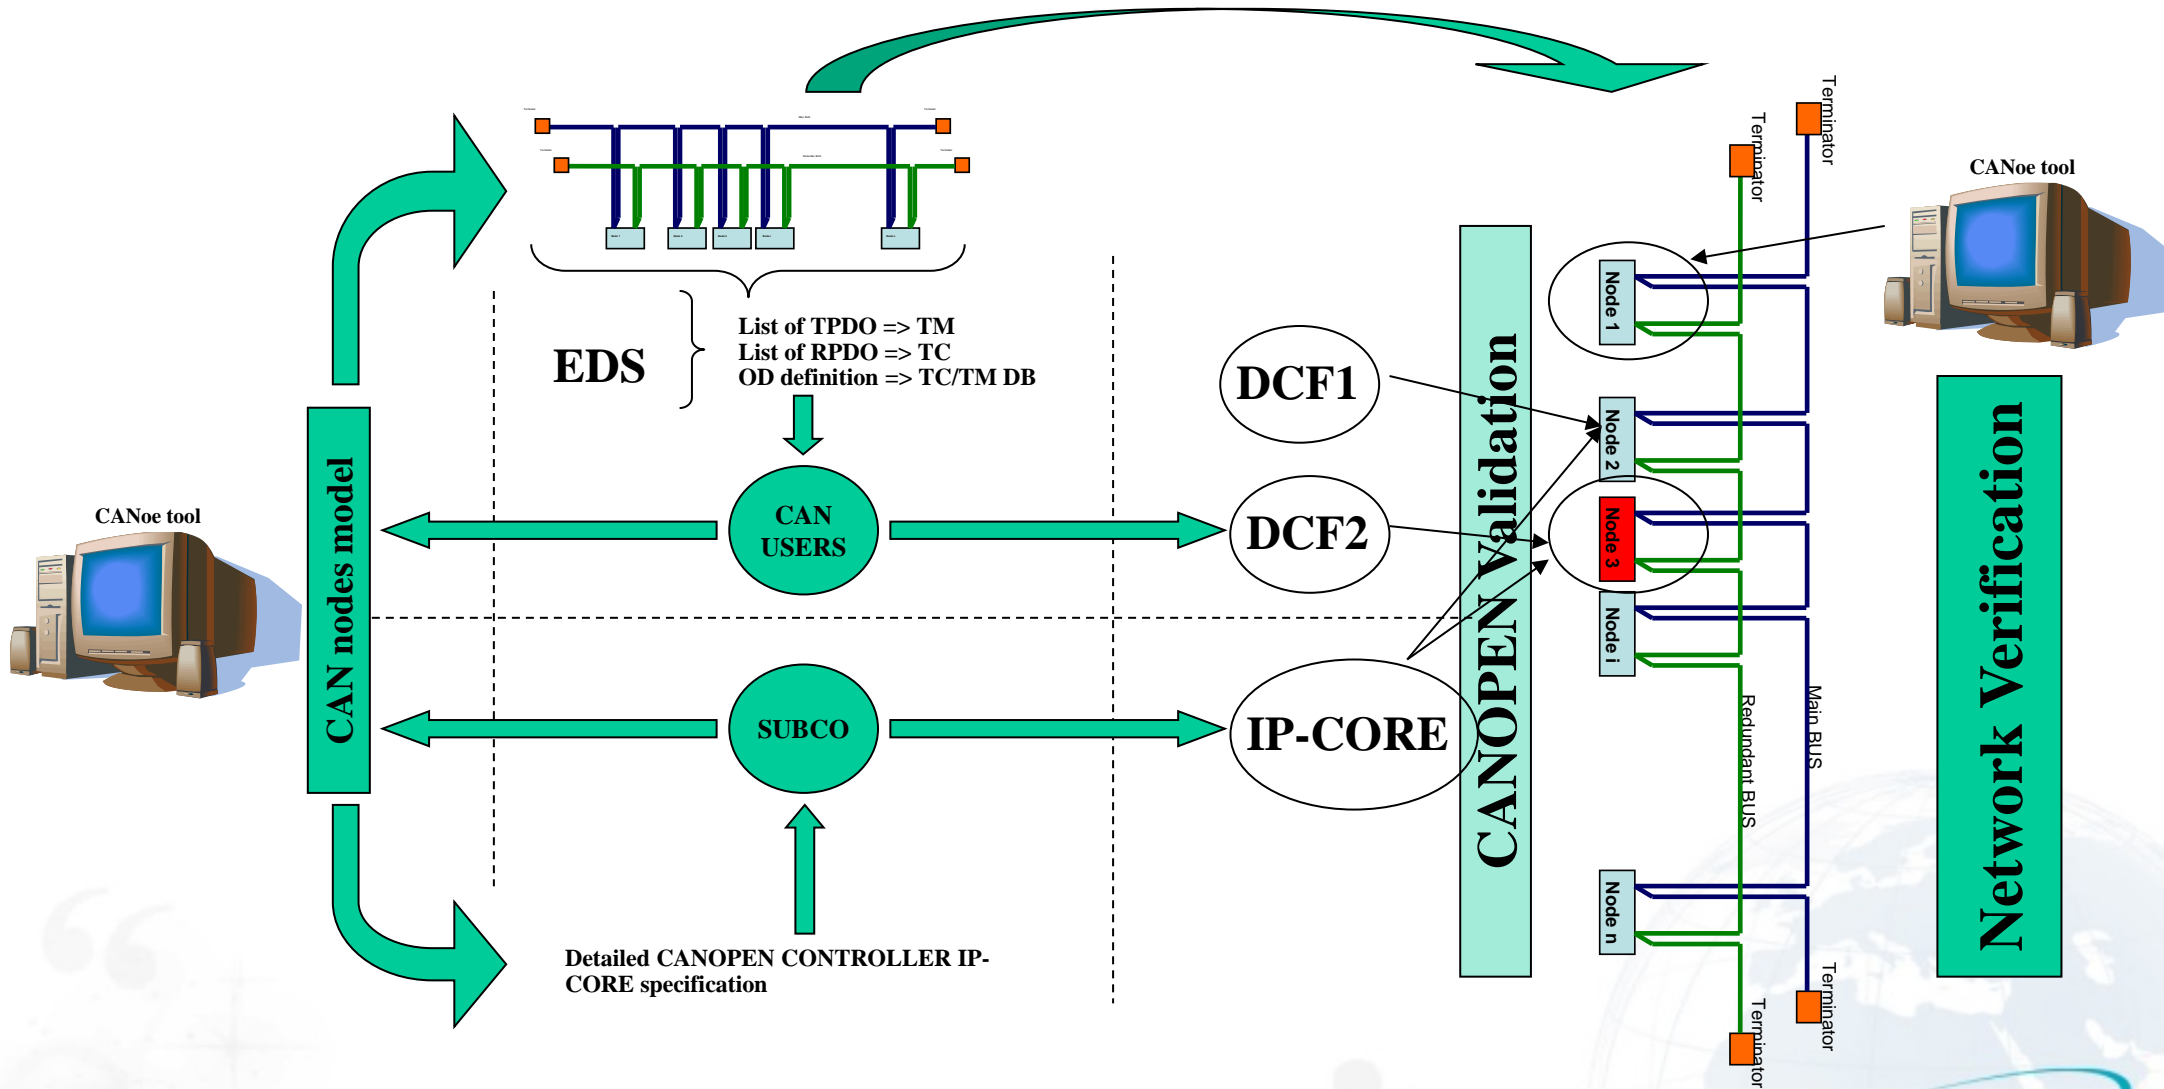 CANoe tool
CAN nodes model
EDS
List of TPDO => TM
List of RPDO => TC
OD definition => TC/TM DB
CAN
USERS
SUBCO
Detailed CANOPEN CONTROLLER IP-
CORE specification
DCF1
DCF2
IP-CORE
CANOPEN Validation
Terminator
Terminator
Node 1
Node 2
Node 3
Node i
Node n
Redundant BUS
Main BUS
Terminator
Terminator
CANoe tool
Network Verification